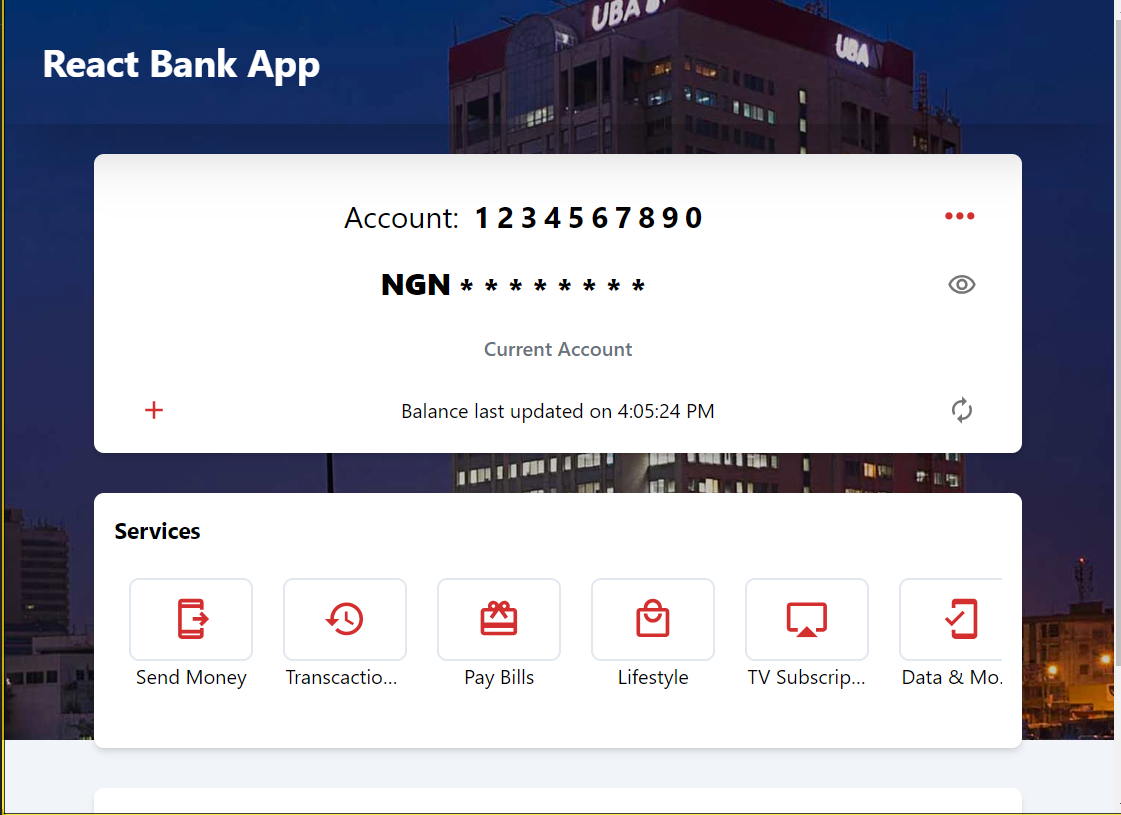 UBA
UBA
React Bank App
Account: 1 2 3 4 5 6 7 8 9 0
NGN * * * * * * * *
Current Account
Balance last updated on 4:05:24 PM
Services
Send Money
Transcactio...
Pay Bills
Lifestyle
TV Subscrip...
Data & Mo.